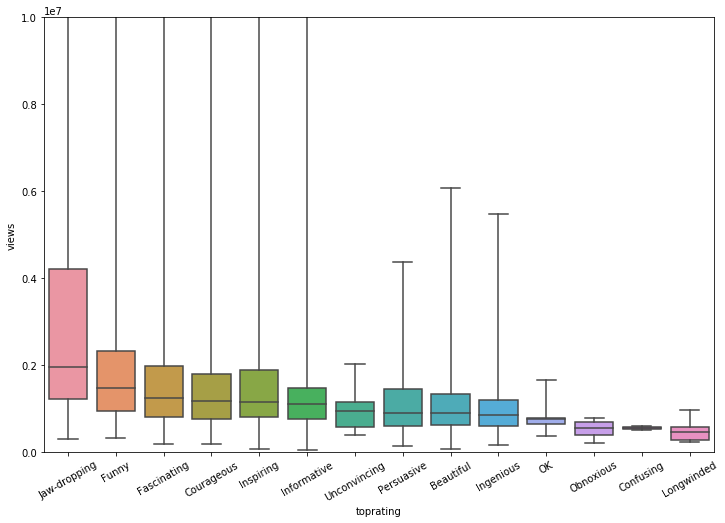 1e7
1.0
0.8
0.6
0.4
0.2
0.0
views
Jaw-dropping
Funny
Fascinating
Courageous
Inspiring
Informative
Unconvincing
Persuasive
Beautiful
Ingenious
OK
Obnoxious
Confusing
Longwinded
toprating